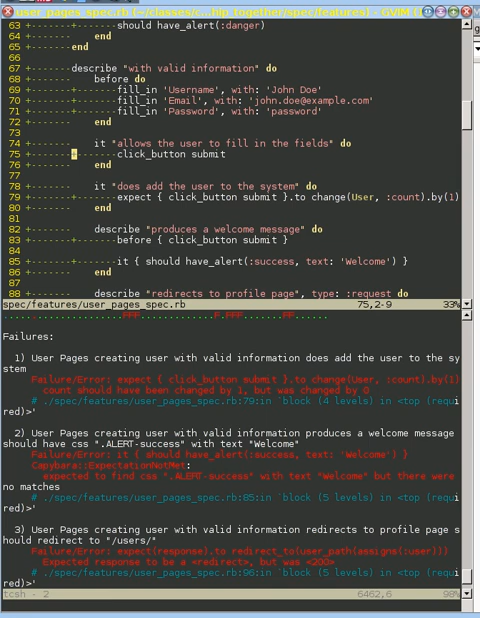 user_pages_spec.rb (~/classes/c...hip_together/spec/features) - GVIM
63 +-------+-------should have_alert(:danger)
64 +-------        end
65 +-------    end
66
67 +-------    describe "with valid information" do
68 +-------        before do
69 +-------+-------fill_in 'Username', with: 'John Doe'
70 +-------+-------fill_in 'Email', with: 'john.doe@example.com'
71 +-------+-------fill_in 'Password', with: 'password'
72 +-------        end
73
74 +-------        it "allows the user to fill in the fields" do
75 +-------+-------click_button submit
76 +-------        end
77
78 +-------        it "does add the user to the system" do
79 +-------+-------expect { click_button submit }.to change(User, :count).by(1)
80 +-------        end
81
82 +-------        describe "produces a welcome message" do
83 +-------+-------before { click_button submit }
84
85 +-------+-------it { should have_alert(:success, text: 'Welcome') }
86 +-------        end
87
88 +-------        describe "redirects to profile page", type: :request do
spec/features/user_pages_spec.rb 75,2-9 33%
Failures:
1) User Pages creating user with valid information does add the user to the sy
stem
Failure/Error: expect { click_button submit }.to change(User, :count).by(1)
count should have been changed by 1, but was changed by 0
# ./spec/features/user_pages_spec.rb:79:in `block (4 levels) in <top (requi
red)>'
2) User Pages creating user with valid information produces a welcome message
should have css ".ALERT-success" with text "Welcome"
Failure/Error: it { should have_alert(:success, text: 'Welcome') }
Capybara::ExpectationNotMet:
expected to find css ".ALERT-success" with text "Welcome" but there were
no matches
# ./spec/features/user_pages_spec.rb:85:in `block (5 levels) in <top (requi
red)>'
3) User Pages creating user with valid information redirects to profile page s
hould redirect to "/users/"
Failure/Error: expect(response).to redirect_to(user_path(assigns(:user)))
Expected response to be a <redirect>, but was <200>
# ./spec/features/user_pages_spec.rb:96:in `block (5 levels) in <top (requi
red)>'
tcsh - 2 6462,6 98%